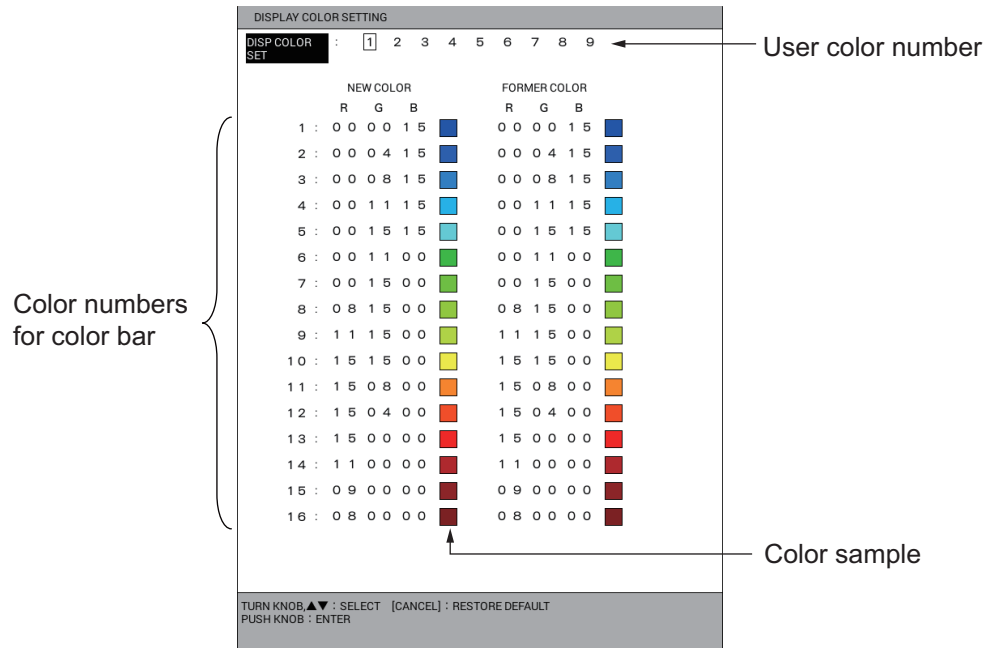 DISPLAY COLOR SETTING
DISP COLOR SET : 1 2 3 4 5 6 7 8 9
User color number
NEW COLOR FORMER COLOR
R G B R G B
1 : 00 00 15 00 00 15
2 : 00 04 15 00 04 15
3 : 00 08 15 00 08 15
4 : 00 11 15 00 11 15
5 : 00 15 15 00 15 15
6 : 00 11 00 00 11 00
7 : 00 15 00 00 15 00
8 : 08 15 00 08 15 00
9 : 11 15 00 11 15 00
10 : 15 15 00 15 15 00
11 : 15 08 00 15 08 00
12 : 15 04 00 15 04 00
13 : 15 00 00 15 00 00
14 : 11 00 00 11 00 00
15 : 09 00 00 09 00 00
16 : 08 00 00 08 00 00
Color numbers
for color bar
Color sample
TURN KNOB,▲▼ : SELECT [CANCEL] : RESTORE DEFAULT
PUSH KNOB : ENTER